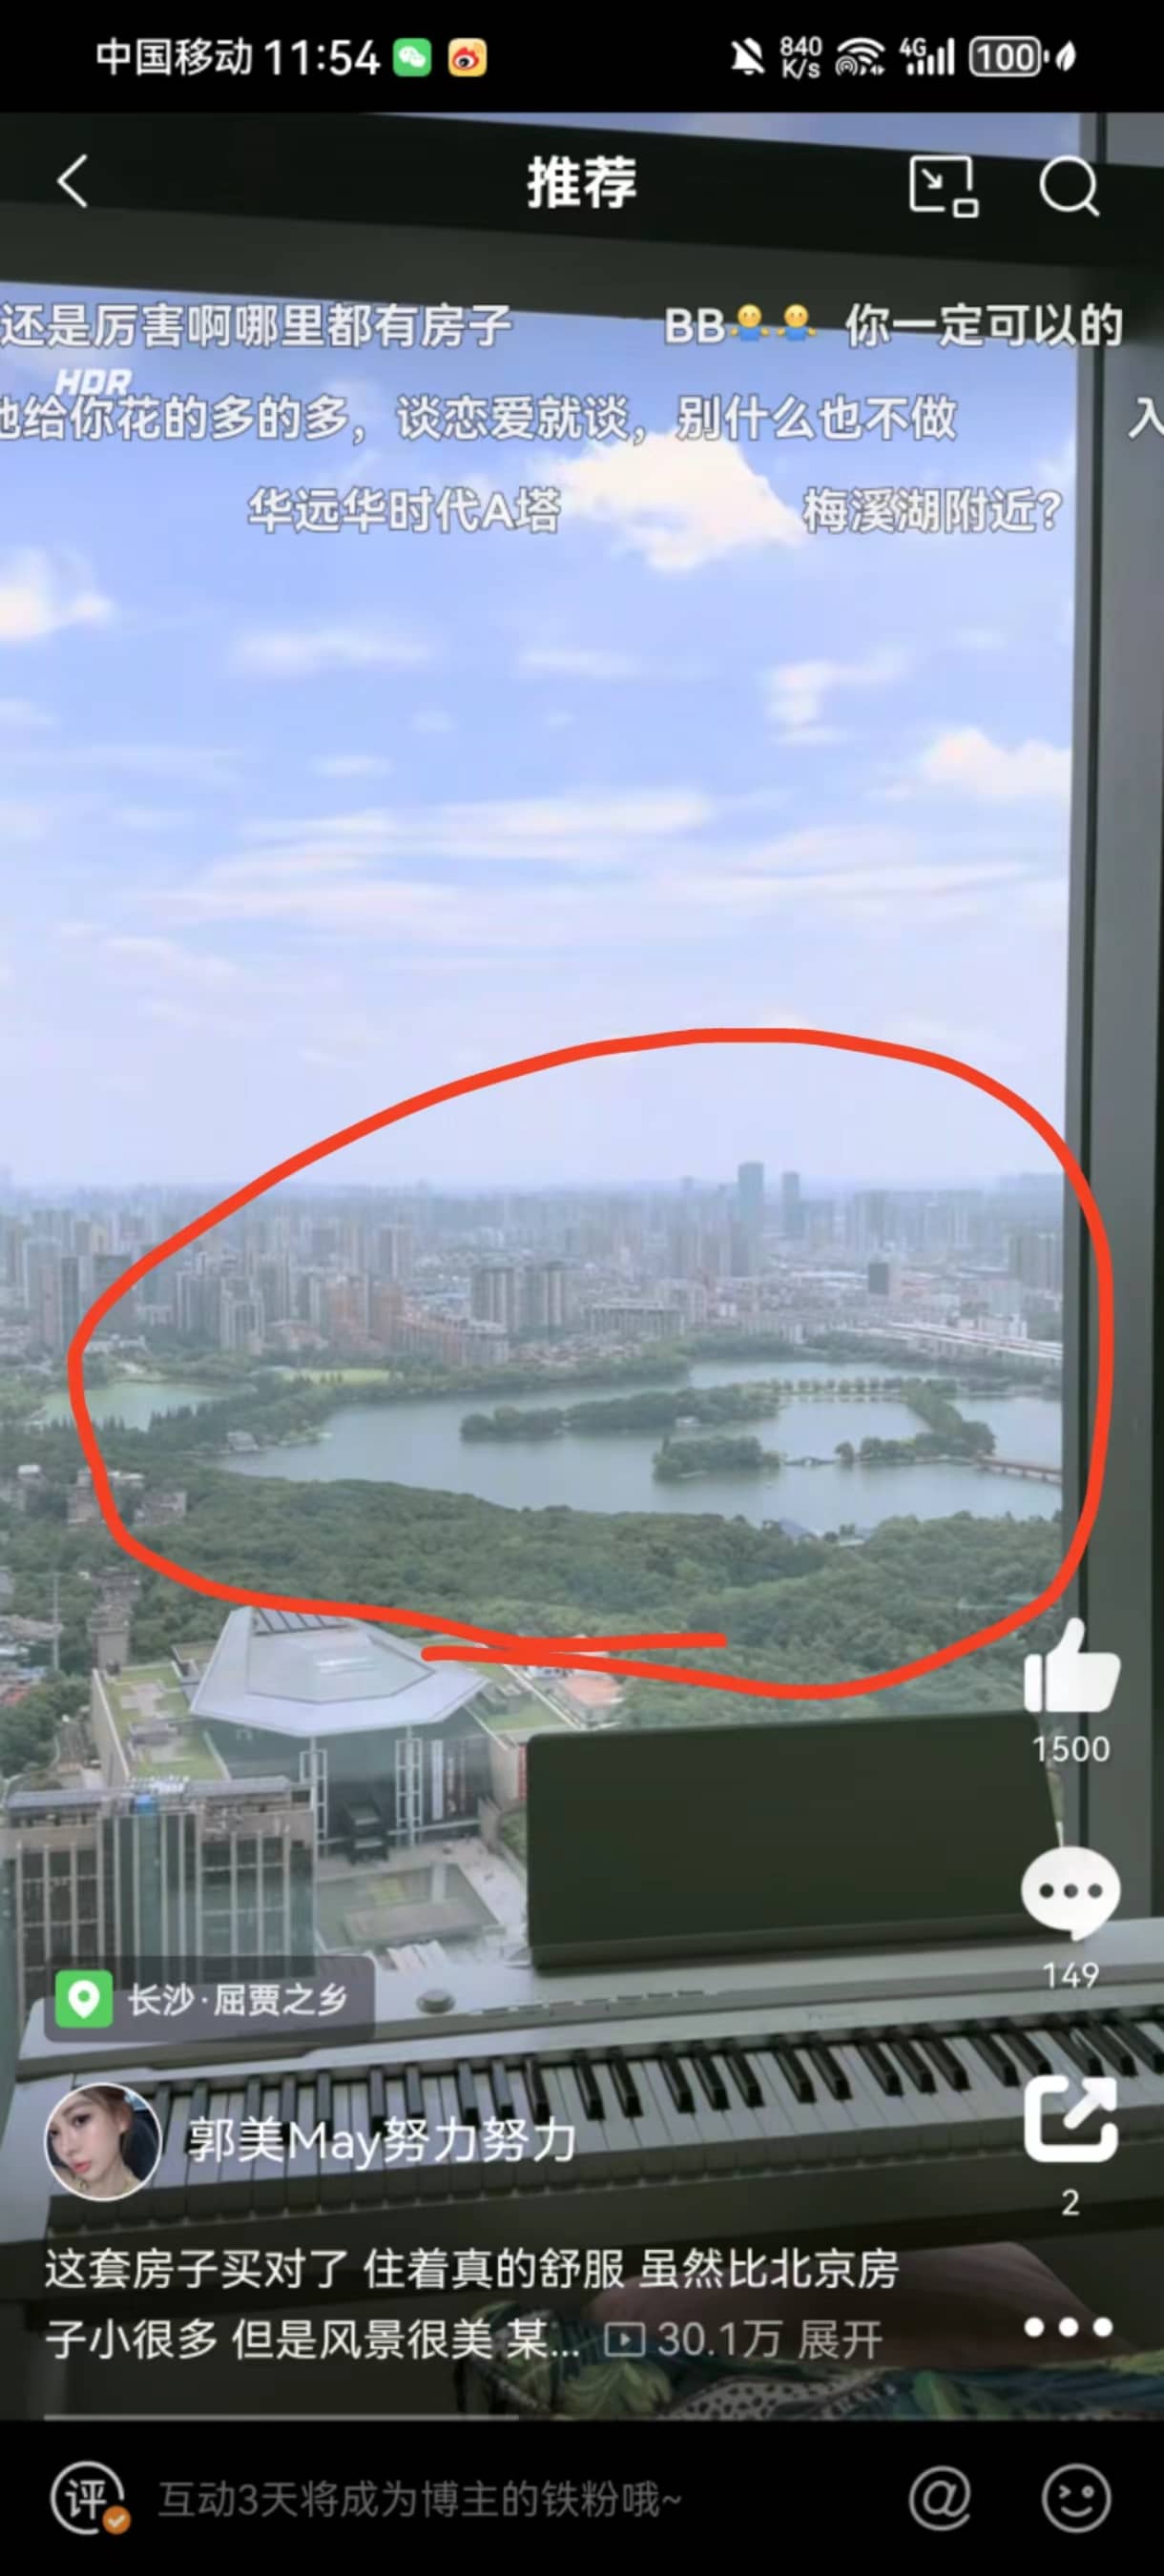 中国移动 11:54
840 K/s 4G 100
推荐
还是厉害啊哪里都有房子 BB 你一定可以的
HDR
他给你花的多的多，谈恋爱就谈，别什么也不做 入
华远华时代A塔 梅溪湖附近？
1500
149
长沙·屈贾之乡
郭美May努力努力
2
这套房子买对了 住着真的舒服 虽然比北京房
子小很多 但是风景很美 某... 30.1万 展开
评 互动3天将成为博主的铁粉哦~ @